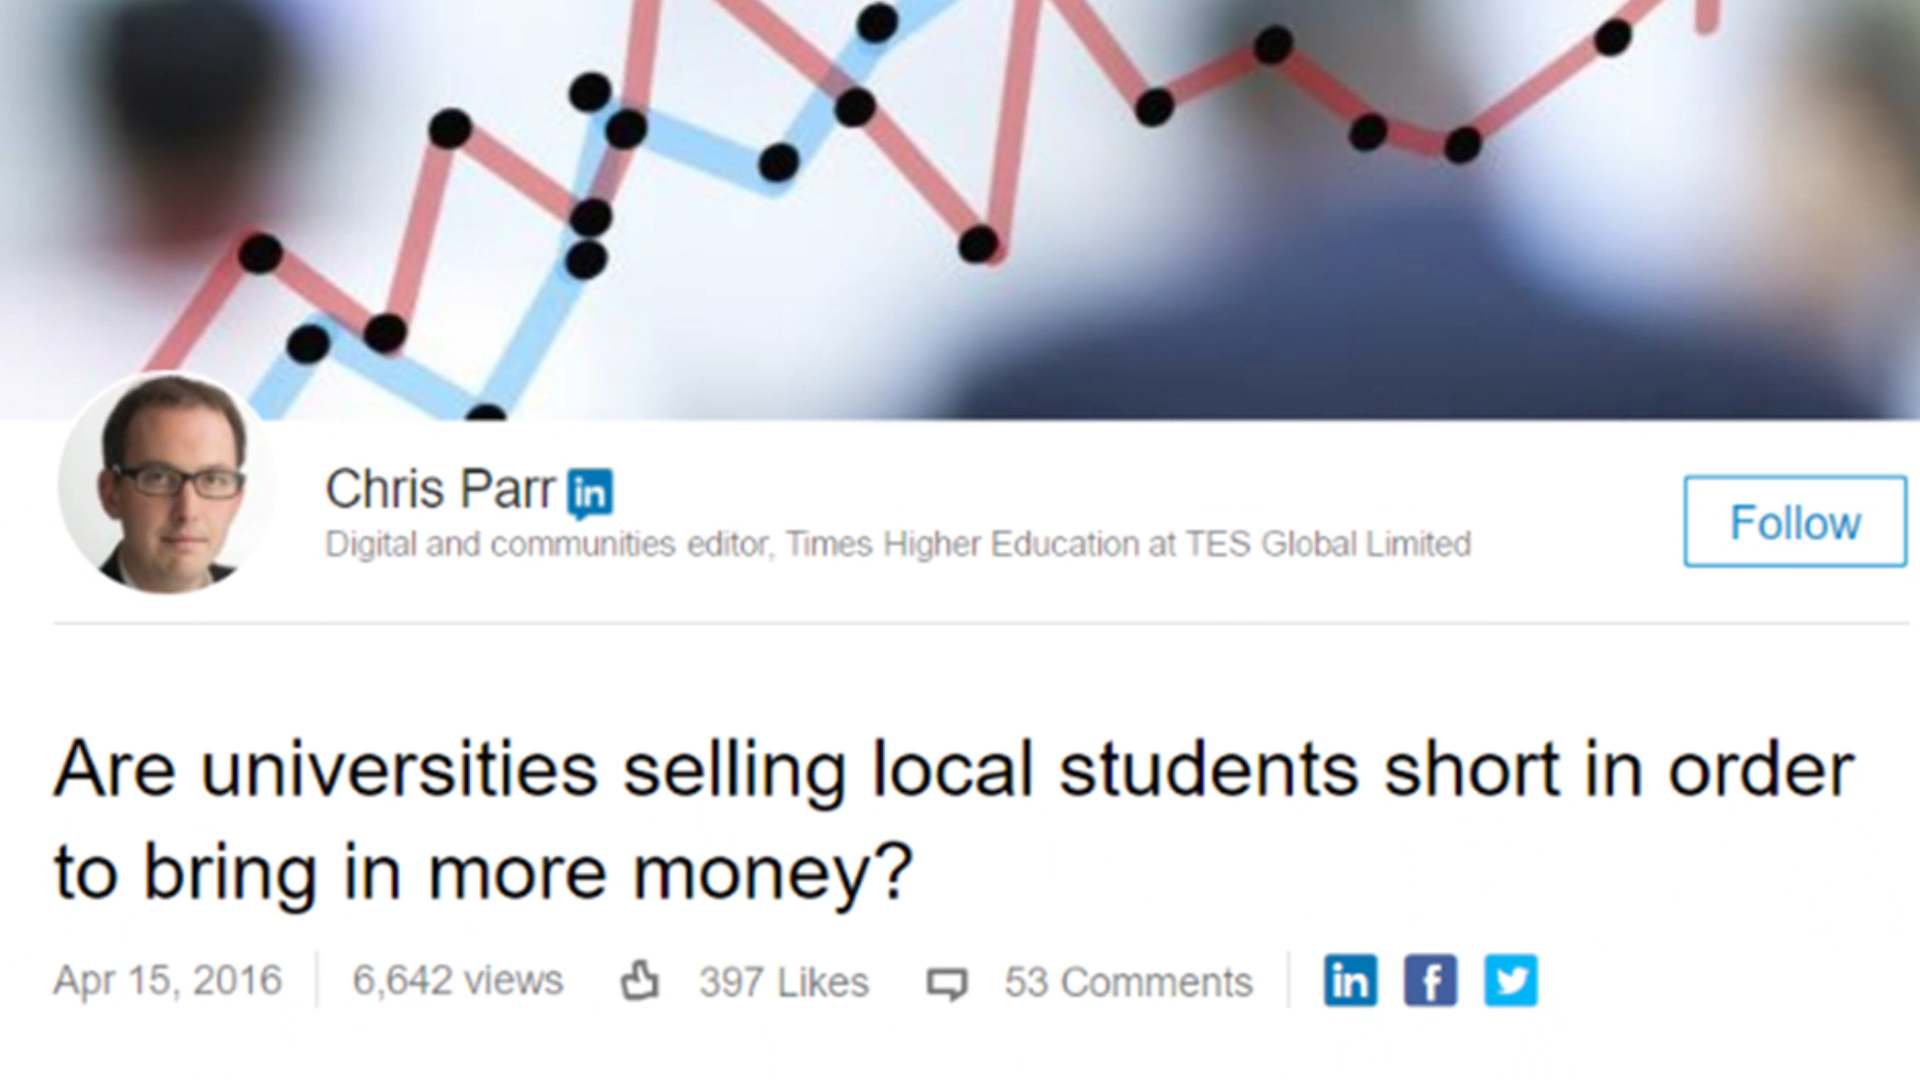 Chris Parr in
Digital and communities editor, Times Higher Education at TES Global Limited
Follow
Are universities selling local students short in order
to bring in more money?
Apr 15, 2016 6,642 views 397 Likes 53 Comments in f